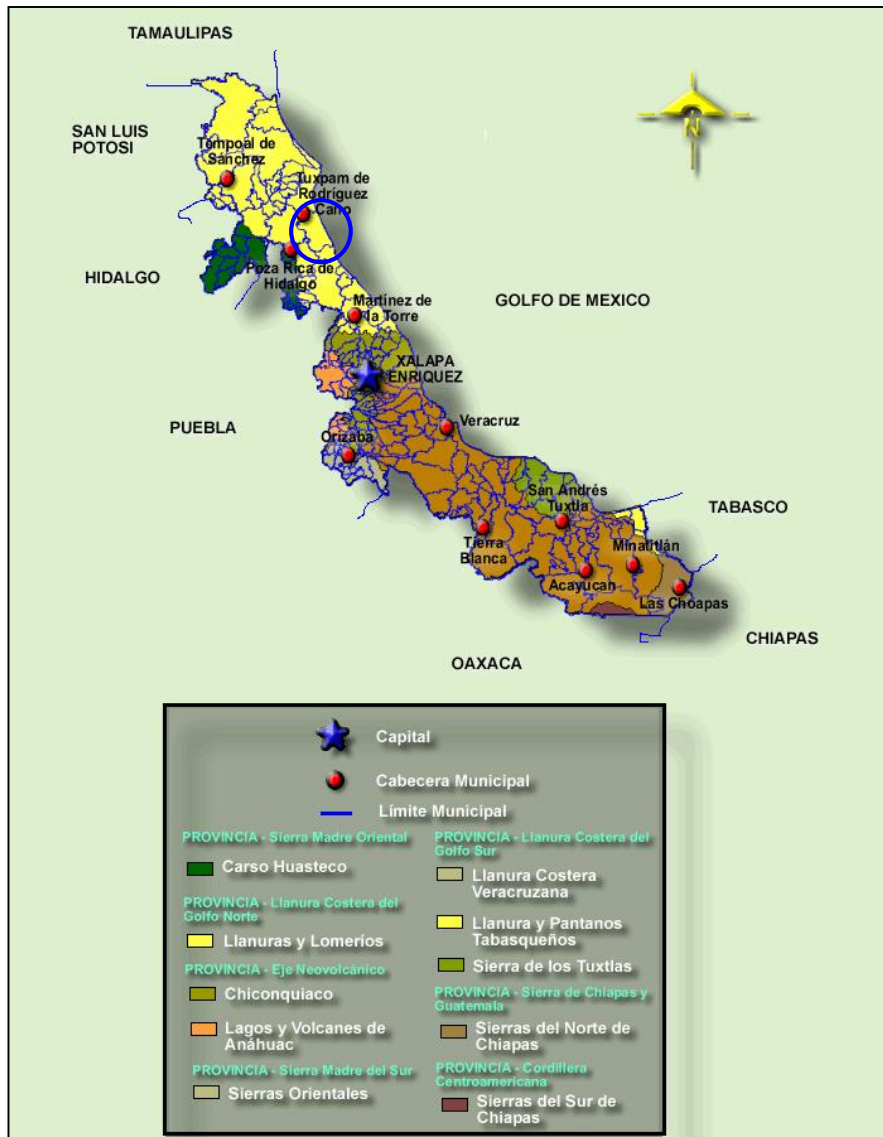 TAMAULIPAS
SAN LUIS
POTOSI
N
Tempoal de
Sánchez
Tuxpam de
Rodríguez
Cano
HIDALGO
Poza Rica de
Hidalgo
GOLFO DE MEXICO
Martínez de
la Torre
XALAPA
ENRIQUEZ
PUEBLA
Veracruz
Orizaba
San Andrés
Tuxtla
TABASCO
Tierra
Blanca
Minatitlán
Acayucan
Las Choapas
CHIAPAS
OAXACA
Capital
Cabecera Municipal
Límite Municipal
PROVINCIA - Sierra Madre Oriental
Carso Huasteco
PROVINCIA - Llanura Costera del
Golfo Norte
Llanuras y Lomeríos
PROVINCIA - Eje Neovolcánico
Chiconquiaco
Lagos y Volcanes de
Anáhuac
PROVINCIA - Sierra Madre del Sur
Sierras Orientales
PROVINCIA - Llanura Costera del
Golfo Sur
Llanura Costera
Veracruzana
Llanura y Pantanos
Tabasqueños
Sierra de los Tuxtlas
PROVINCIA - Sierra de Chiapas y
Guatemala
Sierras del Norte de
Chiapas
PROVINCIA - Cordillera
Centroamericana
Sierras del Sur de
Chiapas